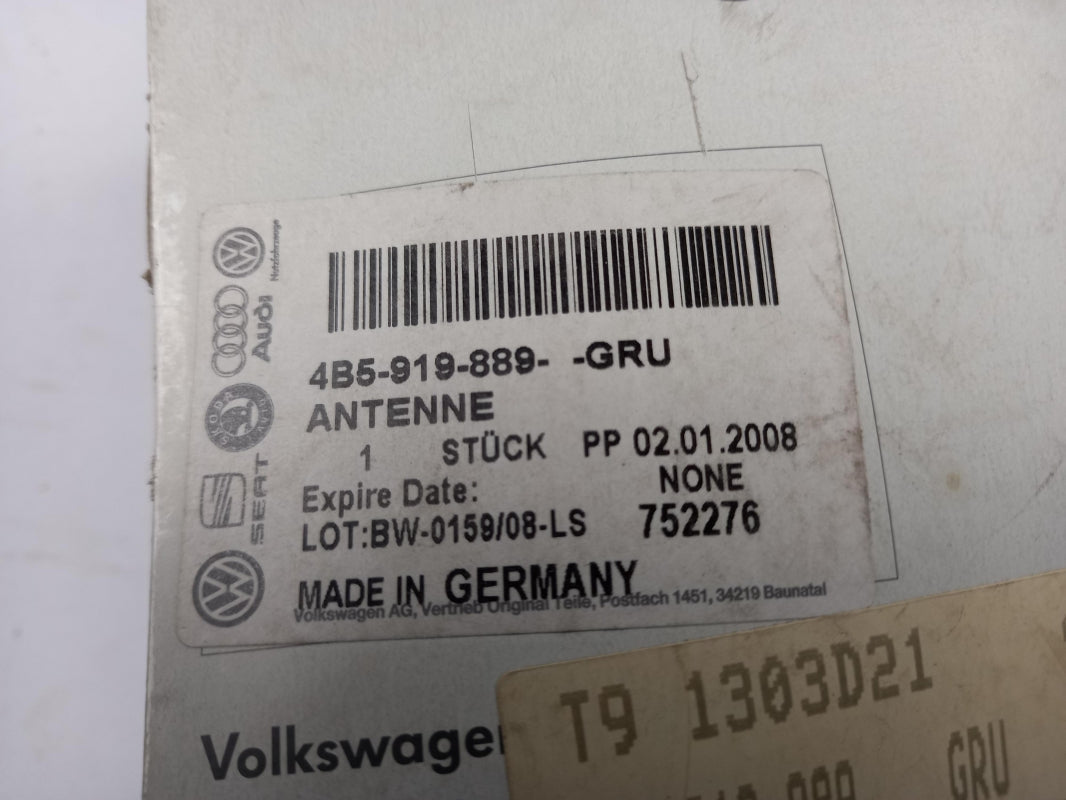 Nutzfahrzeuge
Audi
ŠKODA
SEAT
4B5-919-889- -GRU
ANTENNE
1 STÜCK PP 02.01.2008
Expire Date: NONE
LOT:BW-0159/08-LS 752276
MADE IN GERMANY
Volkswagen AG, Vertrieb Original Teile, Postfach 1451, 34219 Baunatal
Volkswagen
T9 1303D21
GRU